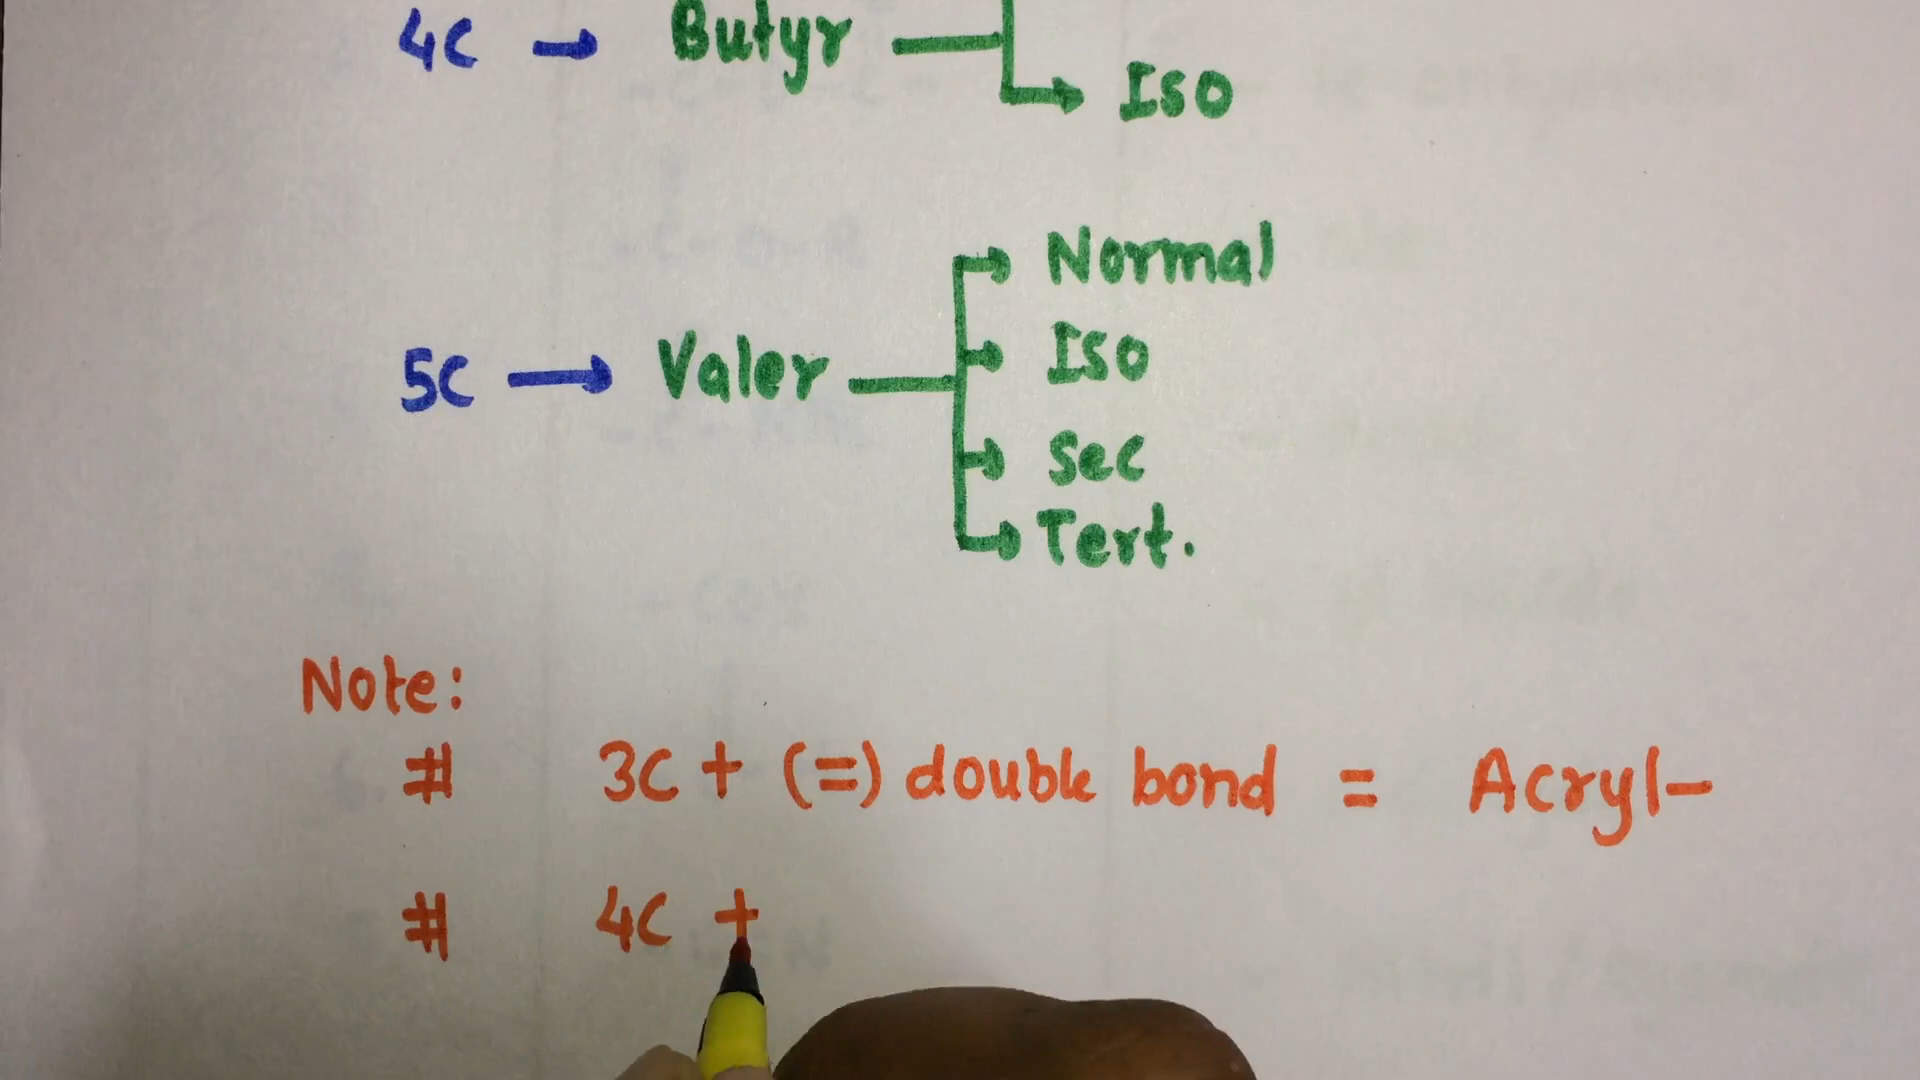 4C → Butyr
Iso
Normal
Iso
5C → Valer
Sec
Tert.
Note:
# 3C + (=) double bond = Acryl-
# 4C +